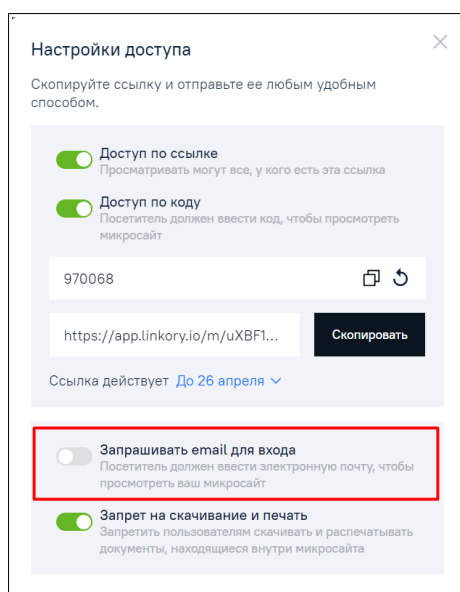 Настройки доступа
Скопируйте ссылку и отправьте ее любым удобным
способом.
Доступ по ссылке
Просматривать могут все, у кого есть эта ссылка
Доступ по коду
Посетитель должен ввести код, чтобы просмотреть
микросайт
970068
https://app.linkory.io/m/uXBF1...
Скопировать
Ссылка действует До 26 апреля
Запрашивать email для входа
Посетитель должен ввести электронную почту, чтобы
просмотреть ваш микросайт
Запрет на скачивание и печать
Запретить пользователям скачивать и распечатывать
документы, находящиеся внутри микросайта